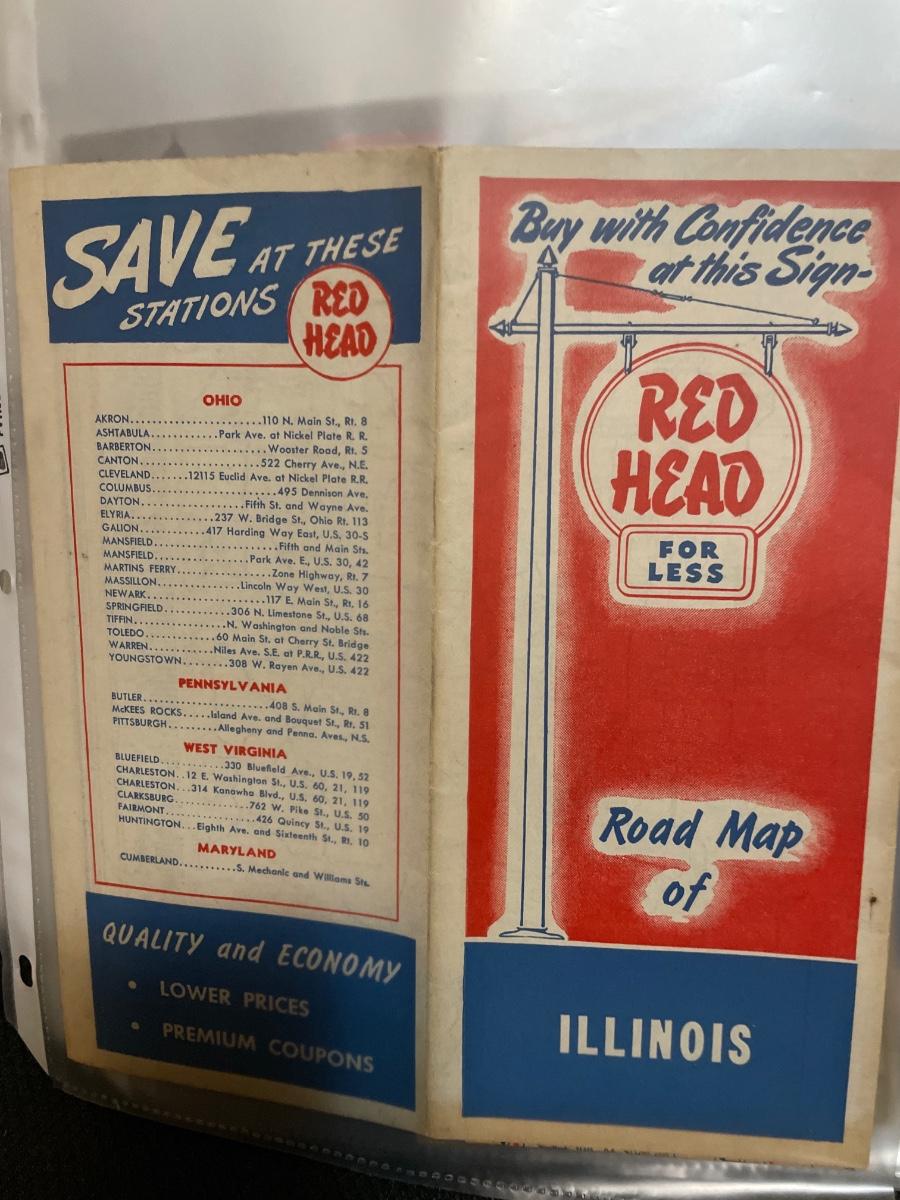 SAVE AT THESE
STATIONS
RED
HEAD
OHIO
AKRON......................110 N. Main St., Rt. 8
ASHTABULA...........Park Ave. at Nickel Plate R. R.
BARBERTON...................Wooster Road, Rt. 5
CANTON....................522 Cherry Ave., N.E.
CLEVELAND......12115 Euclid Ave. at Nickel Plate R.R.
COLUMBUS......................495 Dennison Ave.
DAYTON.................Fifth St. and Wayne Ave.
ELYRIA..............237 W. Bridge St., Ohio Rt. 113
GALION...........417 Harding Way East, U.S. 30-S
MANSFIELD......................Fifth and Main Sts.
MANSFIELD...............Park Ave. E., U.S. 30, 42
MARTINS FERRY................Zone Highway, Rt. 7
MASSILLON..............Lincoln Way West, U.S. 30
NEWARK....................117 E. Main St., Rt. 16
SPRINGFIELD...........306 N. Limestone St., U.S. 68
TIFFIN...................N. Washington and Noble Sts.
TOLEDO............60 Main St. at Cherry St. Bridge
WARREN............Niles Ave. S.E. at P.R.R., U.S. 422
YOUNGSTOWN........308 W. Rayen Ave., U.S. 422
PENNSYLVANIA
BUTLER.....................408 S. Main St., Rt. 8
McKEES ROCKS.....Island Ave. and Bouquet St., Rt. 51
PITTSBURGH.........Allegheny and Penna. Aves., N.S.
WEST VIRGINIA
BLUEFIELD...........330 Bluefield Ave., U.S. 19, 52
CHARLESTON..12 E. Washington St., U.S. 60, 21, 119
CHARLESTON...314 Kanawha Blvd., U.S. 60, 21, 119
CLARKSBURG.............762 W. Pike St., U.S. 50
FAIRMONT................426 Quincy St., U.S. 19
HUNTINGTON...Eighth Ave. and Sixteenth St., Rt. 10
MARYLAND
CUMBERLAND...........S. Mechanic and Williams Sts.
QUALITY and ECONOMY
• LOWER PRICES
• PREMIUM COUPONS
Buy with Confidence
at this Sign-
RED
HEAD
FOR
LESS
Road Map
of
ILLINOIS